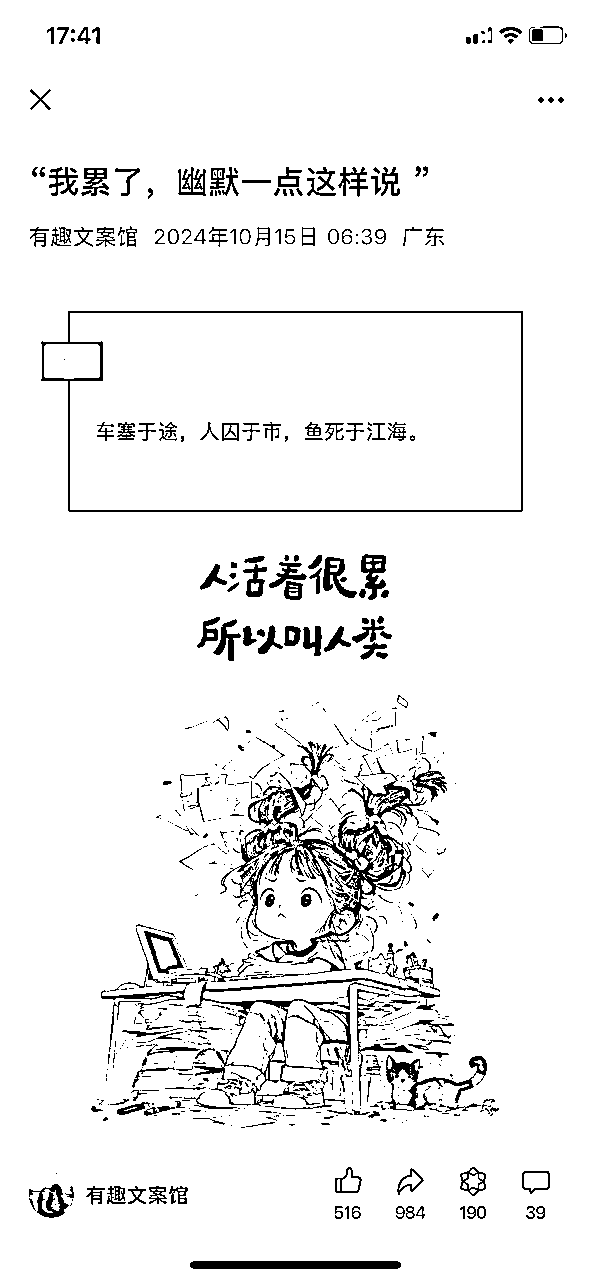 17:41
“我累了，幽默一点这样说 ”
有趣文案馆 2024年10月15日 06:39 广东
车塞于途，人囚于市，鱼死于江海。
人活着很累
所以叫人类
有趣文案馆
516 984 190 39